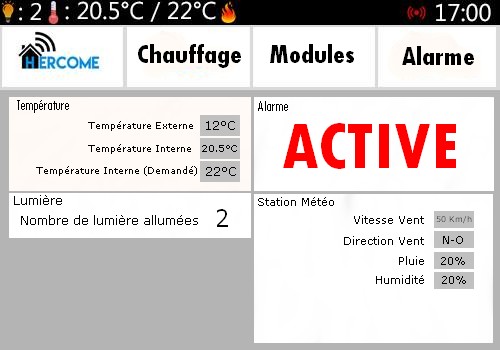 : 2 : 20.5°C / 22°C 17:00
HERCOME Chauffage Modules Alarme
Température
Température Externe 12°C
Température Interne 20.5°C
Température Interne (Demandé) 22°C
Lumière
Nombre de lumière allumées 2
Alarme
ACTIVE
Station Météo
Vitesse Vent 50 Km/h
Direction Vent N-O
Pluie 20%
Humidité 20%